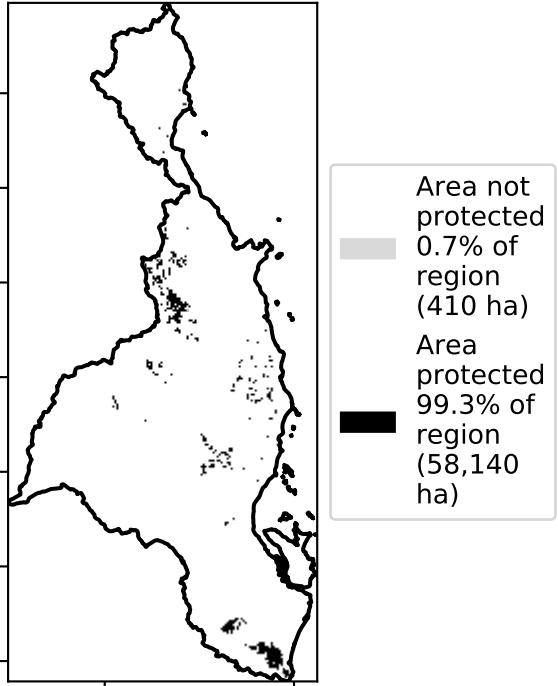 Area not
protected
0.7% of
region
(410 ha)
Area
protected
99.3% of
region
(58,140
ha)